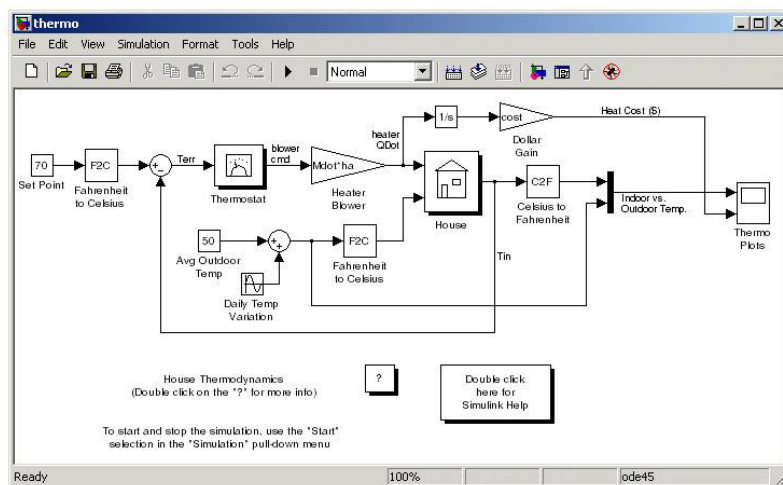 thermo
File Edit View Simulation Format Tools Help
Normal
heater
QDot
1/s
cost
Dollar
Gain
Heat Cost ($)
70
Set Point
F2C
Fahrenheit
to Celsius
+-
Terr
Thermostat
blower
cmd
Mdot*ha
Heater
Blower
House
C2F
Celsius to
Fahrenheit
Indoor vs.
Outdoor Temp.
Thermo
Plots
50
Avg Outdoor
Temp
++
Daily Temp
Variation
F2C
Fahrenheit
to Celsius
Tin
House Thermodynamics
(Double click on the "?" for more info)
?
Double click
here for
Simulink Help
To start and stop the simulation, use the "Start"
selection in the "Simulation" pull-down menu
Ready 100% ode45